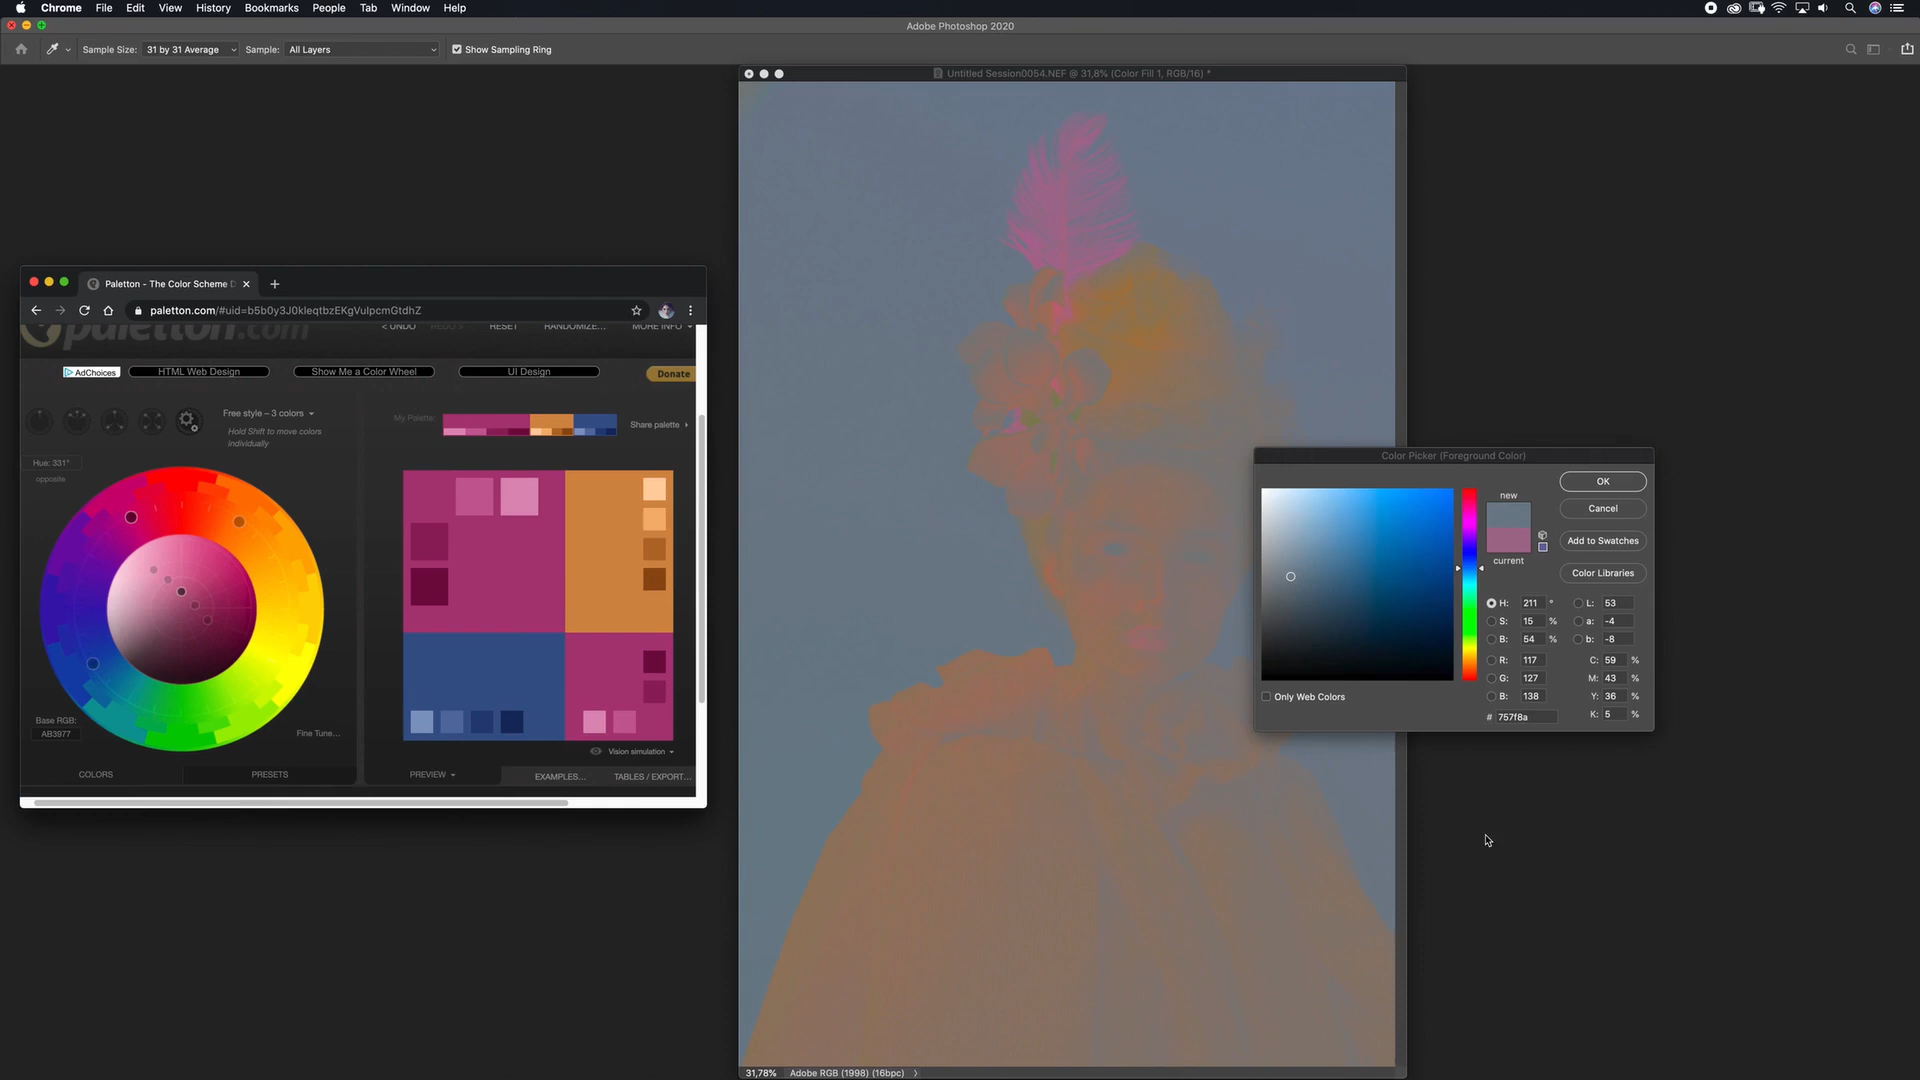 Chrome File Edit View History Bookmarks People Tab Window Help
Adobe Photoshop 2020
Sample Size: 31 by 31 Average Sample: All Layers Show Sampling Ring
Untitled Session0054.NEF @ 31,8% (Color Fill 1, RGB/16) *
Paletton - The Color Scheme D
paletton.com/#uid=b5b0y3J0kleqtbzEKgVuIpcmGtdhZ
paletton.com
< UNDO REDO > RESET RANDOMIZE... MORE INFO
AdChoices HTML Web Design Show Me a Color Wheel UI Design Donate
Free style – 3 colors
Hold Shift to move colors
individually
My Palette:
Share palette
Hue: 331°
opposite
Base RGB:
AB3977
Fine Tune...
Vision simulation
COLORS PRESETS PREVIEW EXAMPLES... TABLES / EXPORT...
Color Picker (Foreground Color)
new
current
OK
Cancel
Add to Swatches
Color Libraries
H: 211 ° L: 53
S: 15 % a: -4
B: 54 % b: -8
R: 117 C: 59 %
G: 127 M: 43 %
B: 138 Y: 36 %
# 757f8a K: 5 %
Only Web Colors
31,78% Adobe RGB (1998) (16bpc)